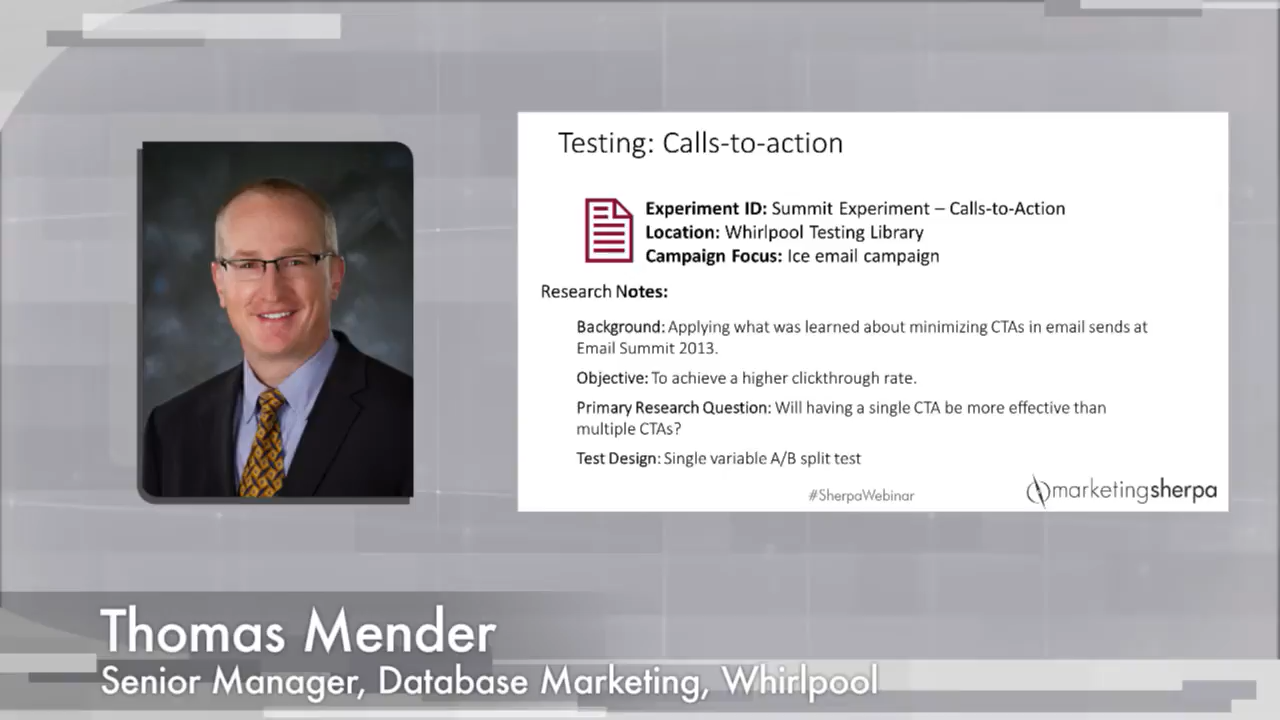 Testing: Calls-to-action
Experiment ID: Summit Experiment – Calls-to-Action
Location: Whirlpool Testing Library
Campaign Focus: Ice email campaign
Research Notes:
Background: Applying what was learned about minimizing CTAs in email sends at
Email Summit 2013.
Objective: To achieve a higher clickthrough rate.
Primary Research Question: Will having a single CTA be more effective than
multiple CTAs?
Test Design: Single variable A/B split test
#SherpaWebinar
marketingsherpa
Thomas Mender
Senior Manager, Database Marketing, Whirlpool